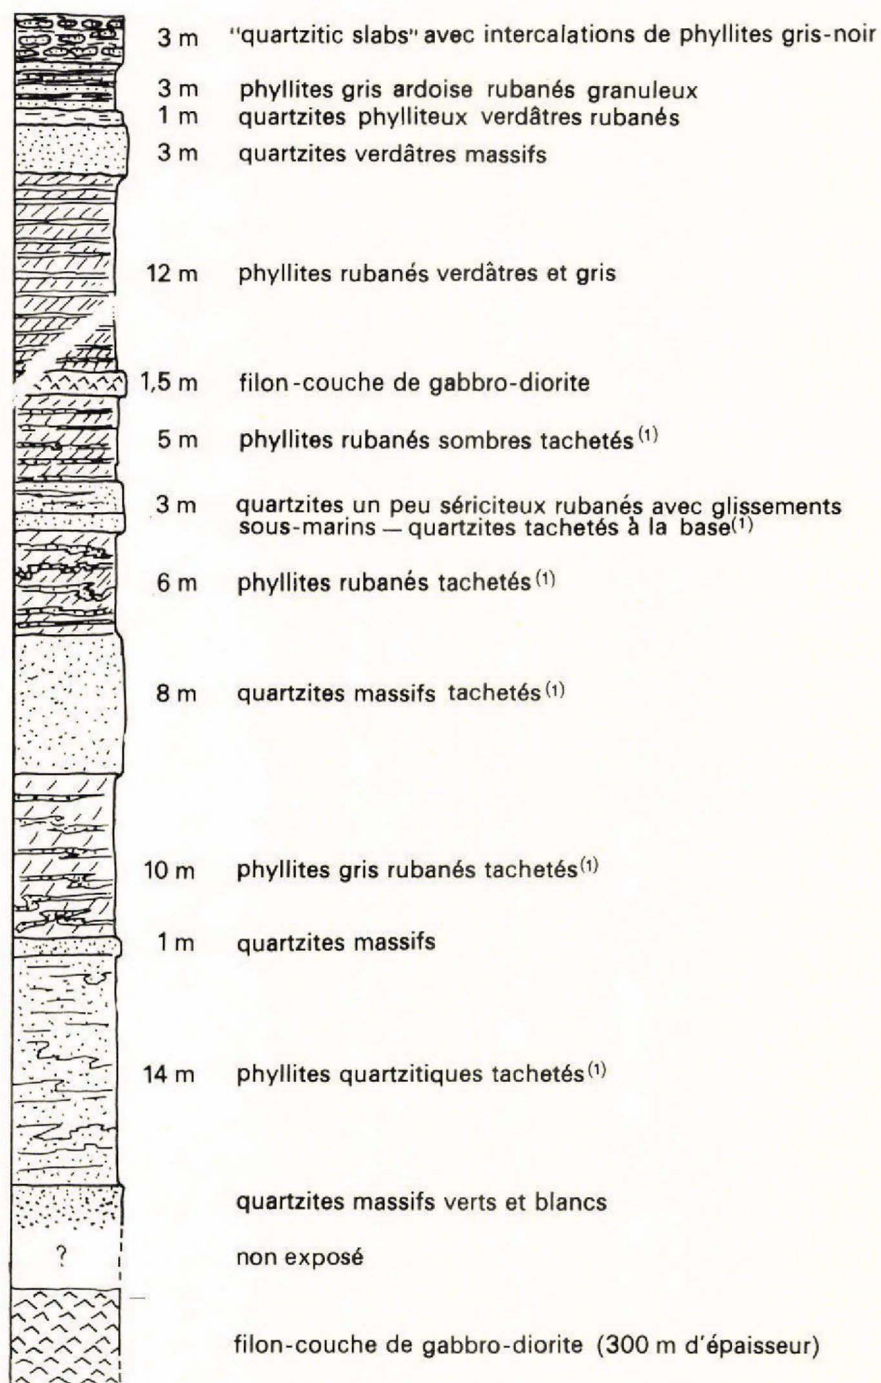 3 m "quartzitic slabs" avec intercalations de phyllites gris-noir
3 m phyllites gris ardoise rubanés granuleux
1 m quartzites phylliteux verdâtres rubanés
3 m quartzites verdâtres massifs
12 m phyllites rubanés verdâtres et gris
1,5 m filon-couche de gabbro-diorite
5 m phyllites rubanés sombres tachetés (1)
3 m quartzites un peu sériciteux rubanés avec glissements
sous-marins — quartzites tachetés à la base(1)
6 m phyllites rubanés tachetés (1)
8 m quartzites massifs tachetés (1)
10 m phyllites gris rubanés tachetés(1)
1 m quartzites massifs
14 m phyllites quartzitiques tachetés (1)
quartzites massifs verts et blancs
? non exposé
filon-couche de gabbro-diorite (300 m d'épaisseur)